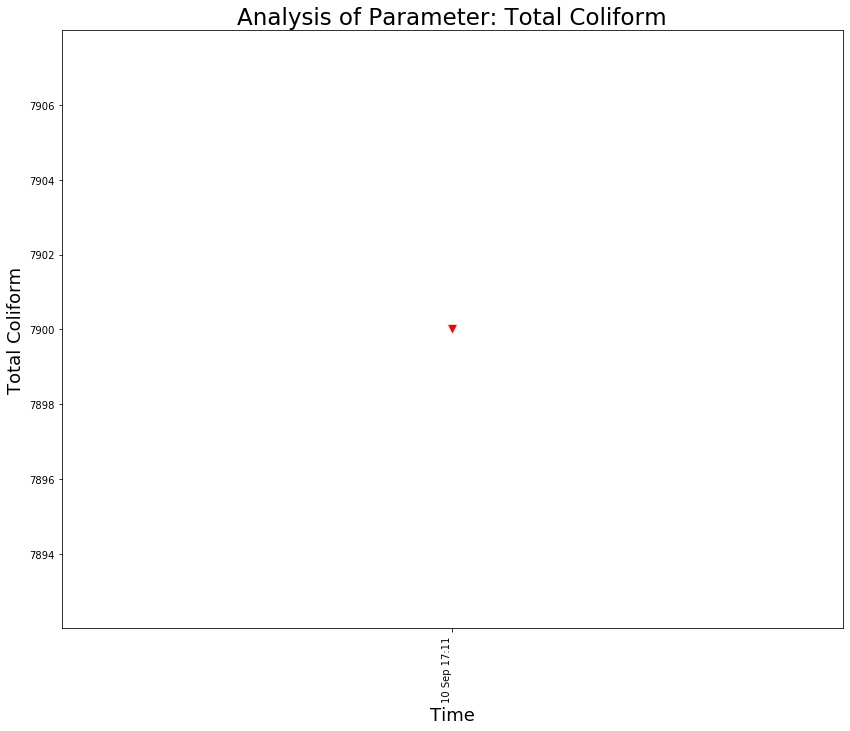 Analysis of Parameter: Total Coliform
7906
7904
7902
7900
7898
7896
7894
Total Coliform
10 Sep 17:11
Time